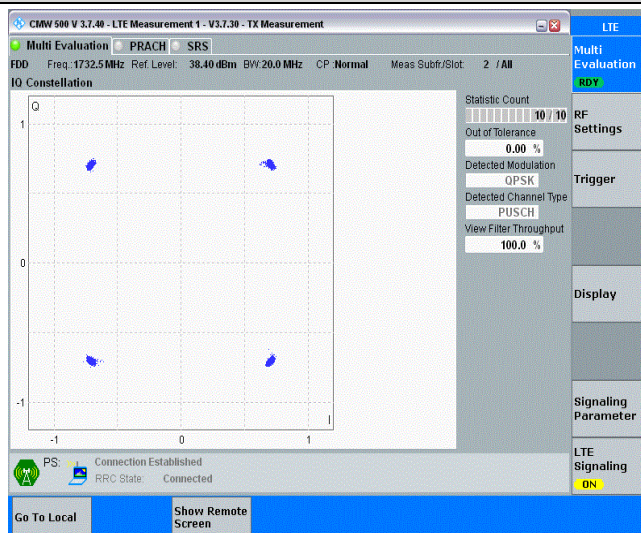 CMW 500 V 3.7.40 - LTE Measurement 1 - V3.7.30 - TX Measurement
LTE
Multi Evaluation PRACH SRS
FDD Freq.:1732.5 MHz Ref. Level: 38.40 dBm BW:20.0 MHz CP :Normal Meas Subfr./Slot: 2 / All
IQ Constellation
Q
1
0
-1
-1 0 1
I
Statistic Count
10 / 10
Out of Tolerance
0.00 %
Detected Modulation
QPSK
Detected Channel Type
PUSCH
View Filter Throughput
100.0 %
Multi
Evaluation
RDY
RF
Settings
Trigger
Display
Signaling
Parameter
LTE
Signaling
ON
PS: Connection Established
RRC State: Connected
Go To Local
Show Remote
Screen